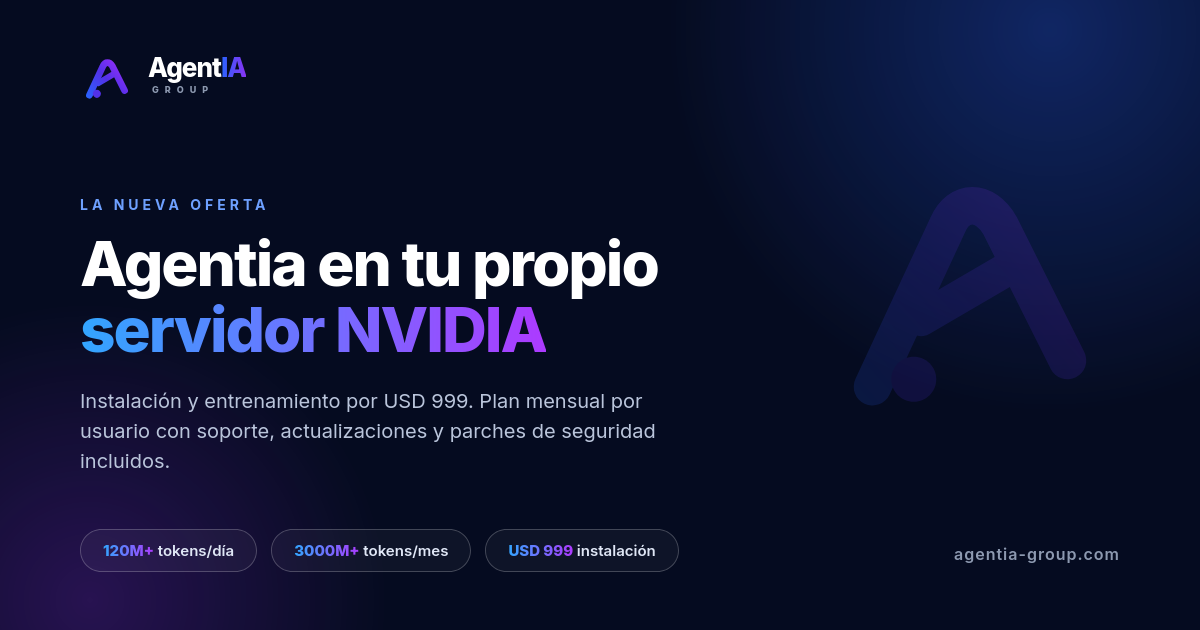 AgentIA
GROUP
LA NUEVA OFERTA
Agentia en tu propio
servidor NVIDIA
Instalación y entrenamiento por USD 999. Plan mensual por
usuario con soporte, actualizaciones y parches de seguridad
incluidos.
120M+ tokens/día
3000M+ tokens/mes
USD 999 instalación
agentia-group.com